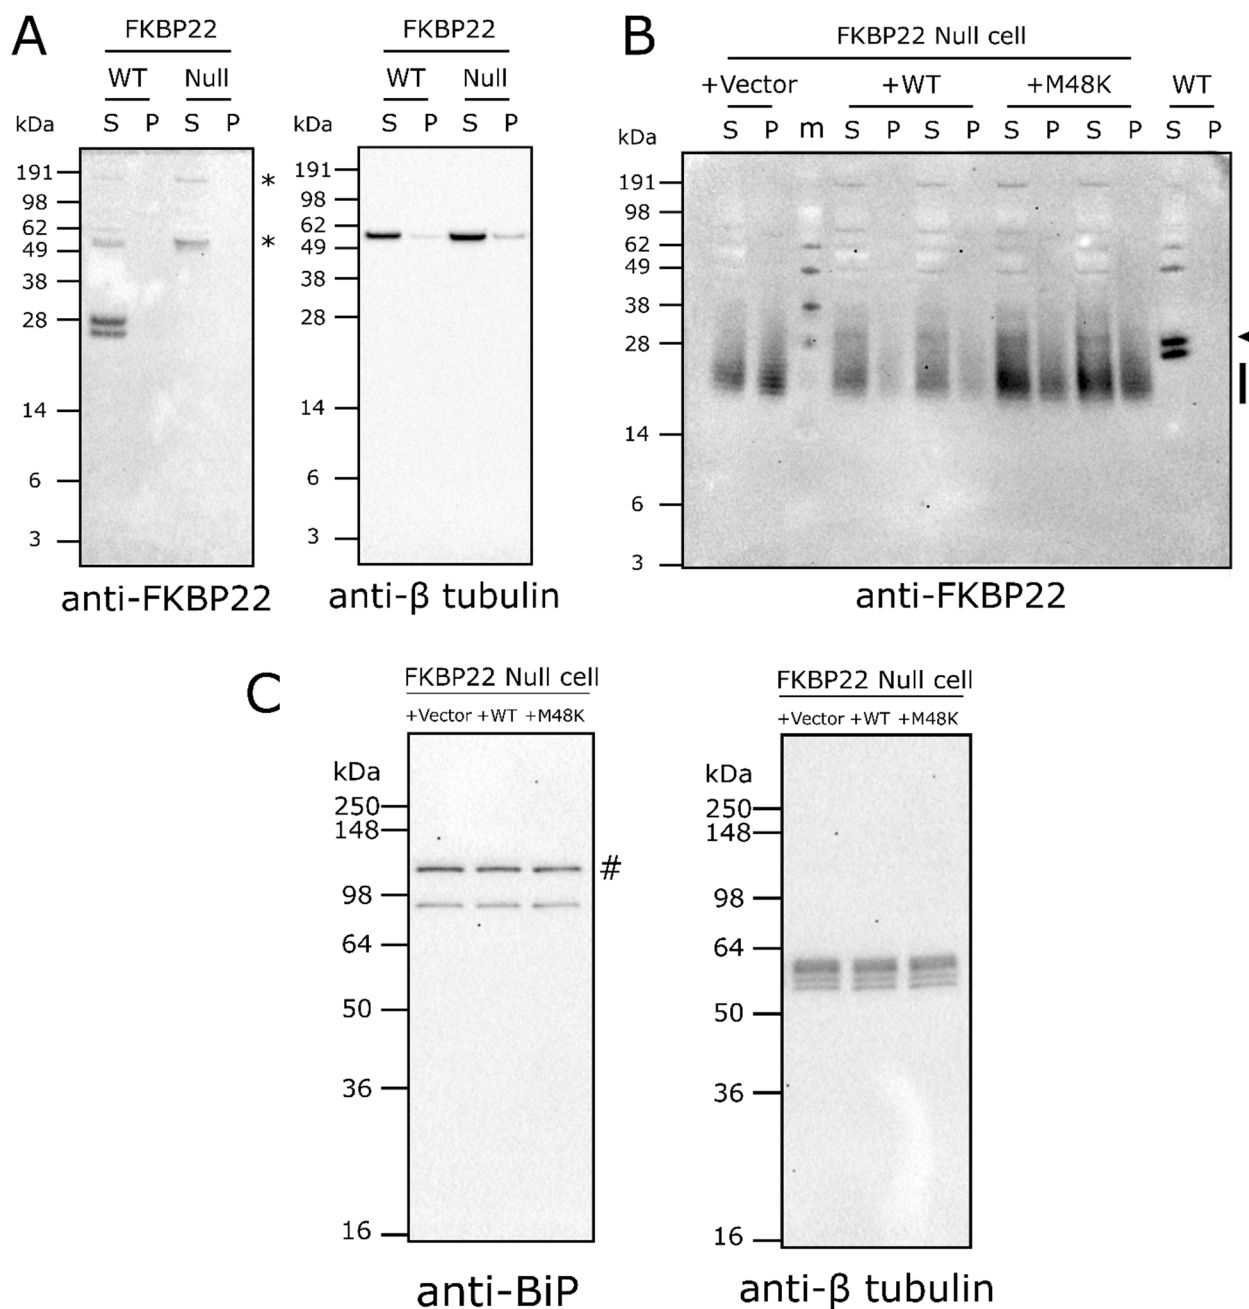 A
FKBP22
FKBP22
WT Null
WT Null
kDa S P S P
kDa S P S P
191 *
98
62
49 *
38
28
14
6
3
191
98
62
49
38
28
14
6
3
anti-FKBP22
anti-β tubulin
B
FKBP22 Null cell
+Vector +WT +M48K WT
kDa S P m S P S P S P S P S P
191
98
62
49
38
28
14
6
3
anti-FKBP22
C
FKBP22 Null cell
+Vector +WT +M48K
kDa
250
148
#
98
64
50
36
16
anti-BiP
FKBP22 Null cell
+Vector +WT +M48K
kDa
250
148
98
64
50
36
16
anti-β tubulin